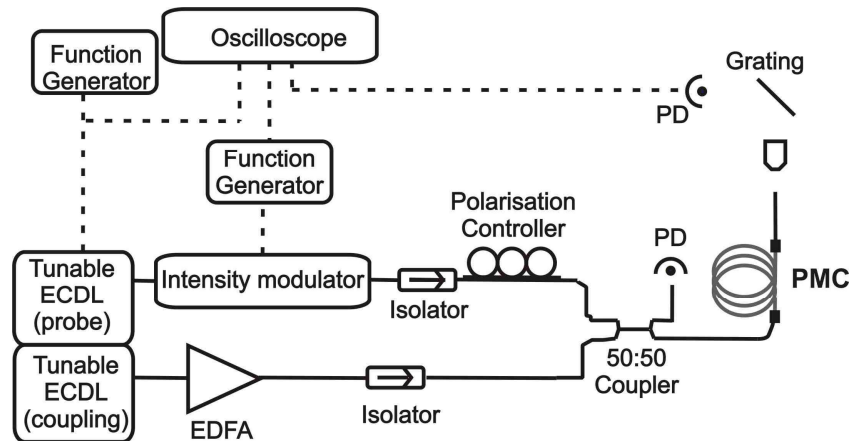 Function
Generator
Oscilloscope
Grating
PD
Function
Generator
Polarisation
Controller
PD
PMC
Tunable
ECDL
(probe)
Intensity modulator
Isolator
50:50
Coupler
Tunable
ECDL
(coupling)
EDFA
Isolator